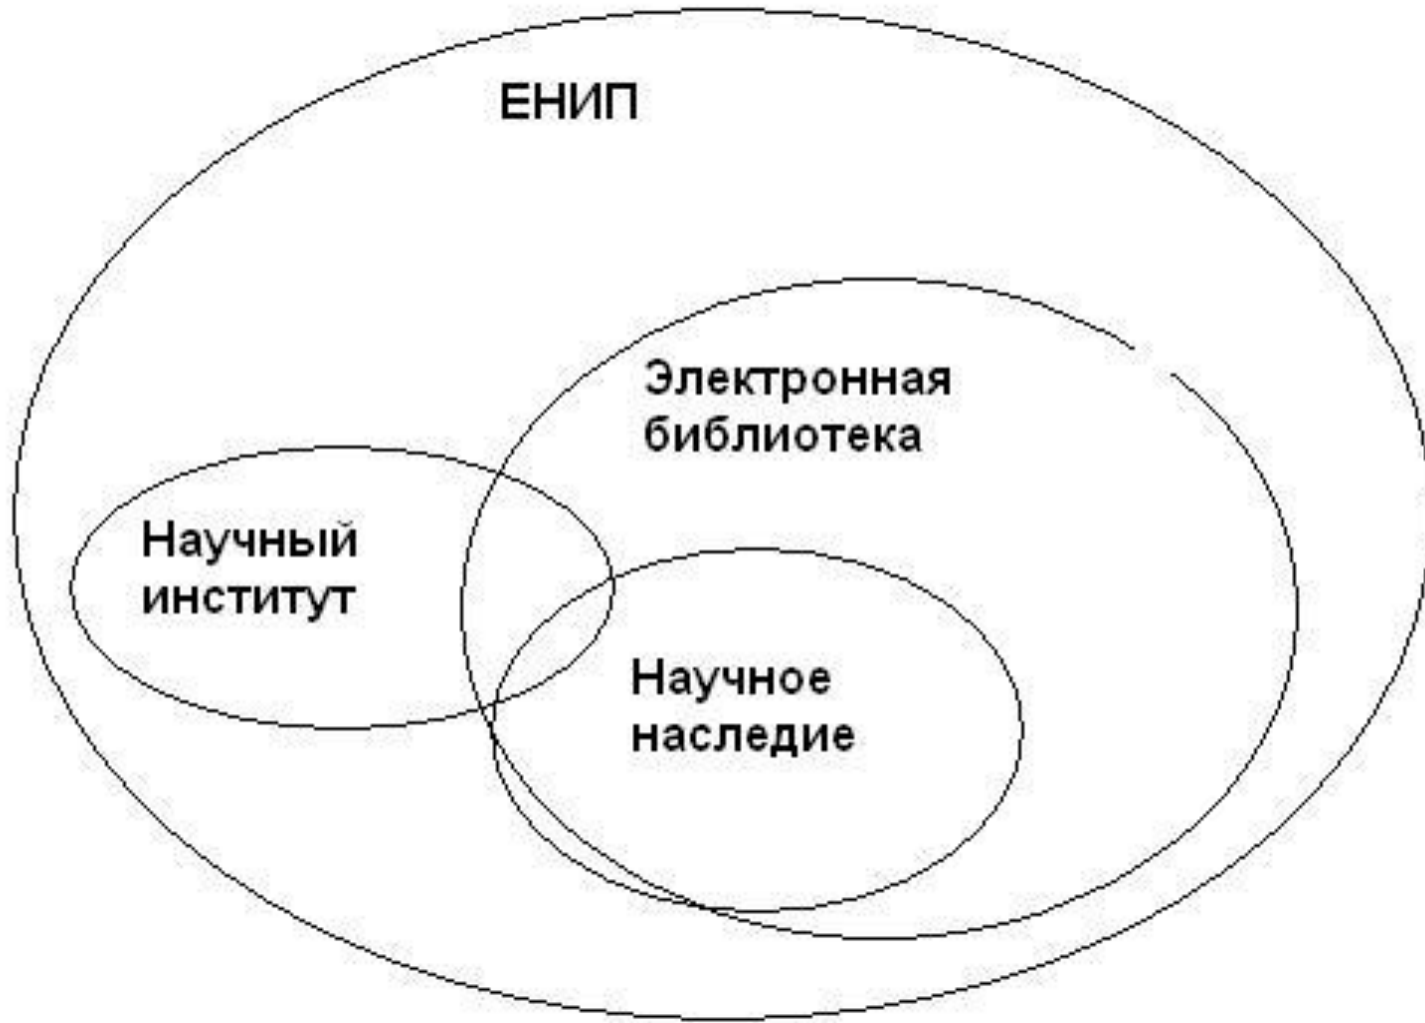 ЕНИП
Электронная
библиотека
Научный
институт
Научное
наследие